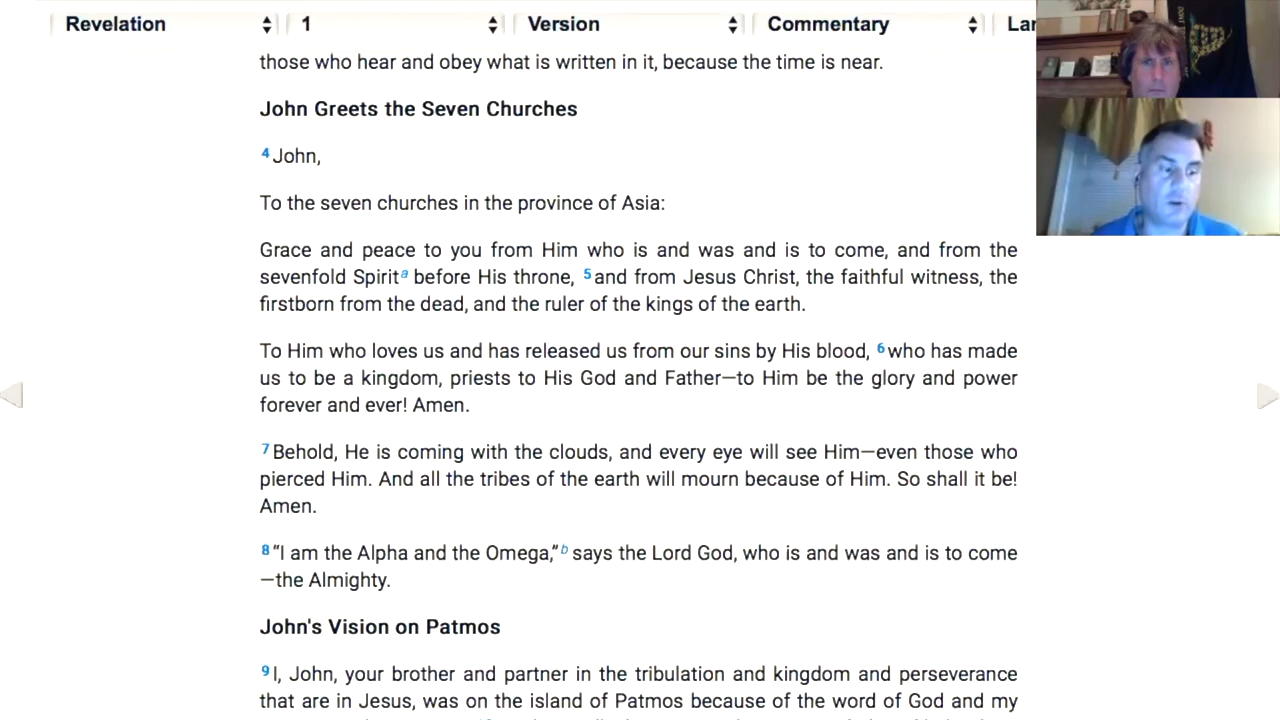 Revelation 1 Version Commentary Lar
those who hear and obey what is written in it, because the time is near.
John Greets the Seven Churches
4 John,
To the seven churches in the province of Asia:
Grace and peace to you from Him who is and was and is to come, and from the
sevenfold Spirit a before His throne, 5 and from Jesus Christ, the faithful witness, the
firstborn from the dead, and the ruler of the kings of the earth.
To Him who loves us and has released us from our sins by His blood, 6 who has made
us to be a kingdom, priests to His God and Father—to Him be the glory and power
forever and ever! Amen.
7 Behold, He is coming with the clouds, and every eye will see Him—even those who
pierced Him. And all the tribes of the earth will mourn because of Him. So shall it be!
Amen.
8 “I am the Alpha and the Omega,” b says the Lord God, who is and was and is to come
—the Almighty.
John's Vision on Patmos
9 I, John, your brother and partner in the tribulation and kingdom and perseverance
that are in Jesus, was on the island of Patmos because of the word of God and my